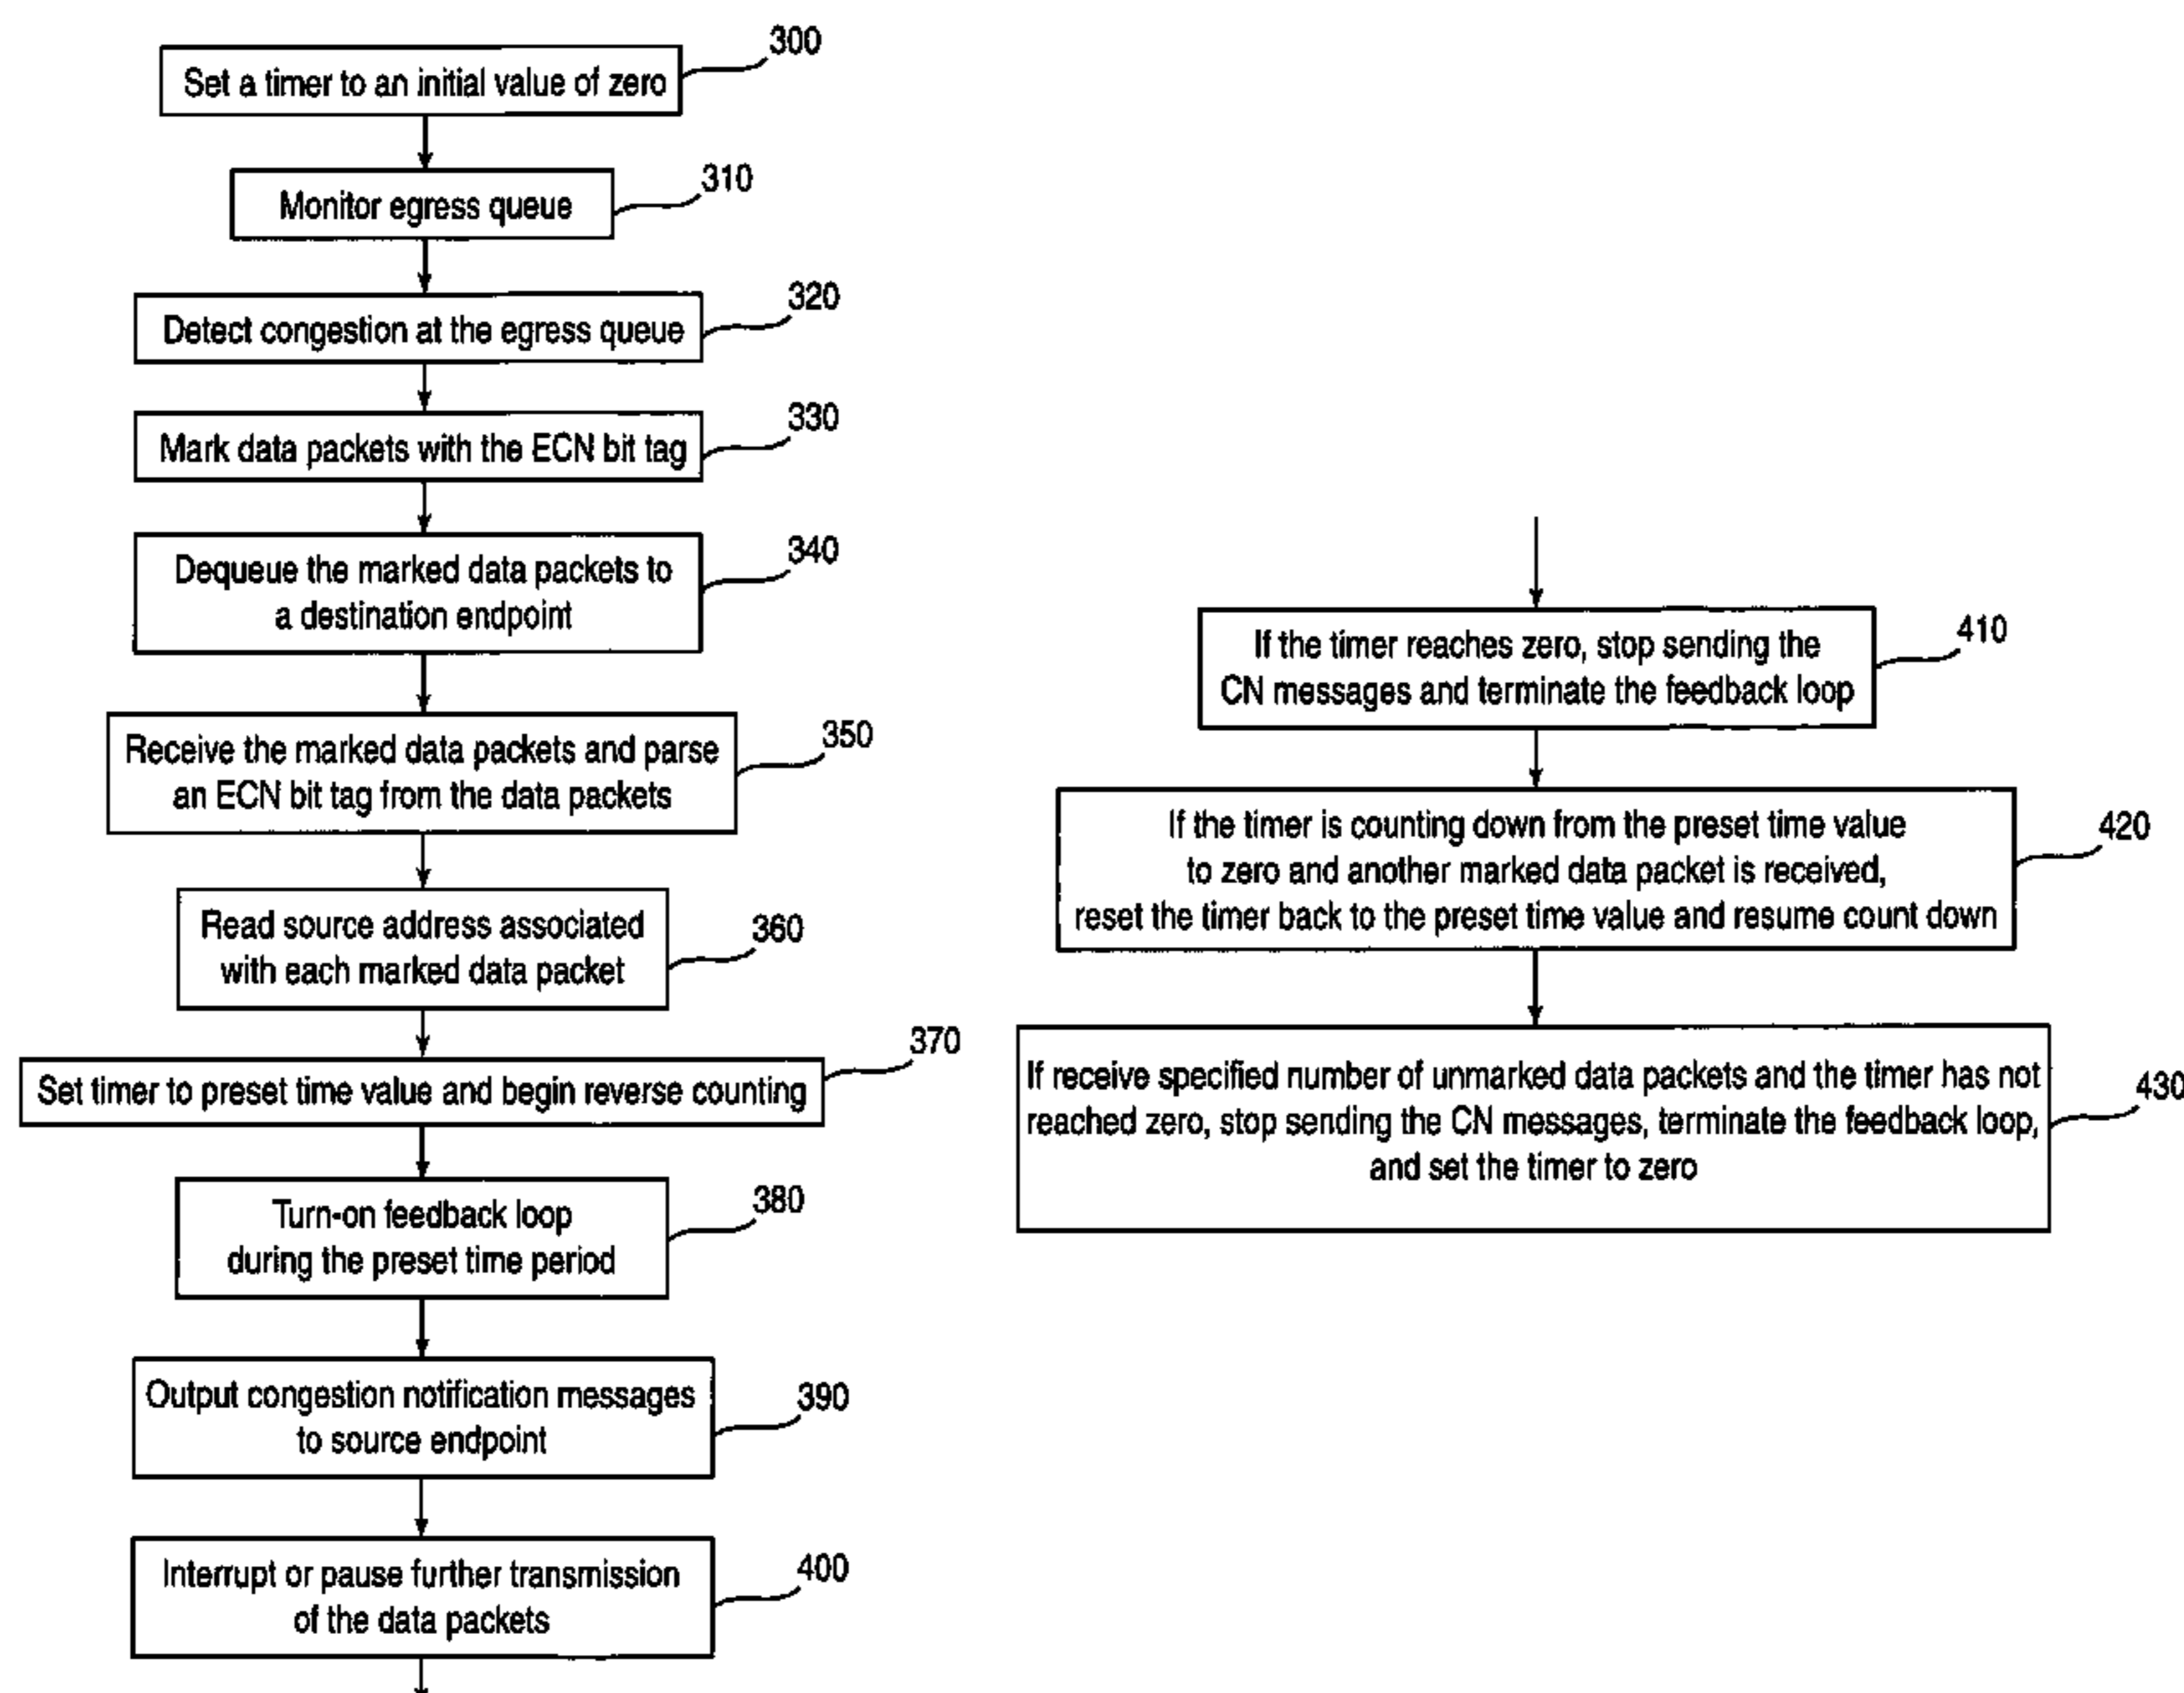 300
Set a timer to an initial value of zero
310
Monitor egress queue
320
Detect congestion at the egress queue
330
Mark data packets with the ECN bit tag
340
Dequeue the marked data packets to
a destination endpoint
350
Receive the marked data packets and parse
an ECN bit tag from the data packets
360
Read source address associated
with each marked data packet
370
Set timer to preset time value and begin reverse counting
380
Turn-on feedback loop
during the preset time period
390
Output congestion notification messages
to source endpoint
400
Interrupt or pause further transmission
of the data packets
410
If the timer reaches zero, stop sending the
CN messages and terminate the feedback loop
420
If the timer is counting down from the preset time value
to zero and another marked data packet is received,
reset the timer back to the preset time value and resume count down
430
If receive specified number of unmarked data packets and the timer has not
reached zero, stop sending the CN messages, terminate the feedback loop,
and set the timer to zero